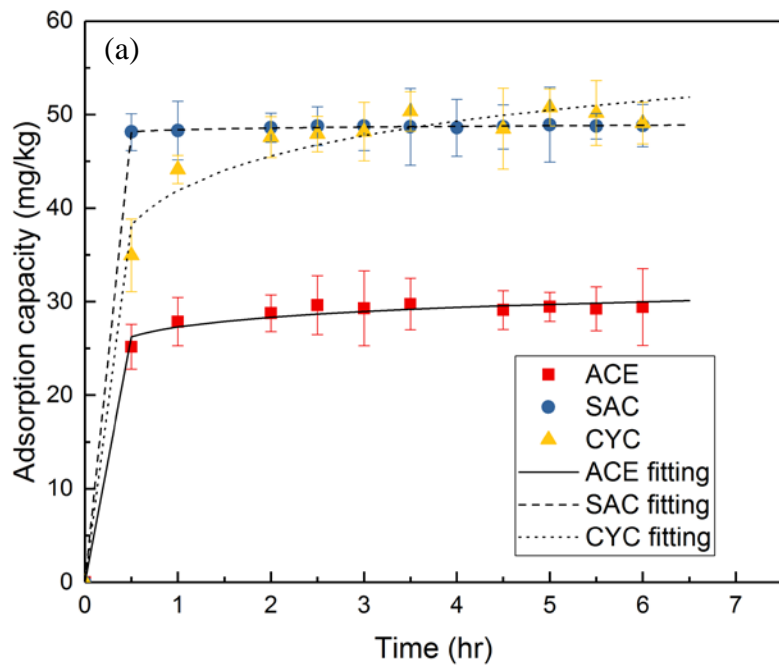 (a)
Adsorption capacity (mg/kg)
60
50
40
30
20
10
0
ACE
SAC
CYC
ACE fitting
SAC fitting
CYC fitting
0 1 2 3 4 5 6 7
Time (hr)